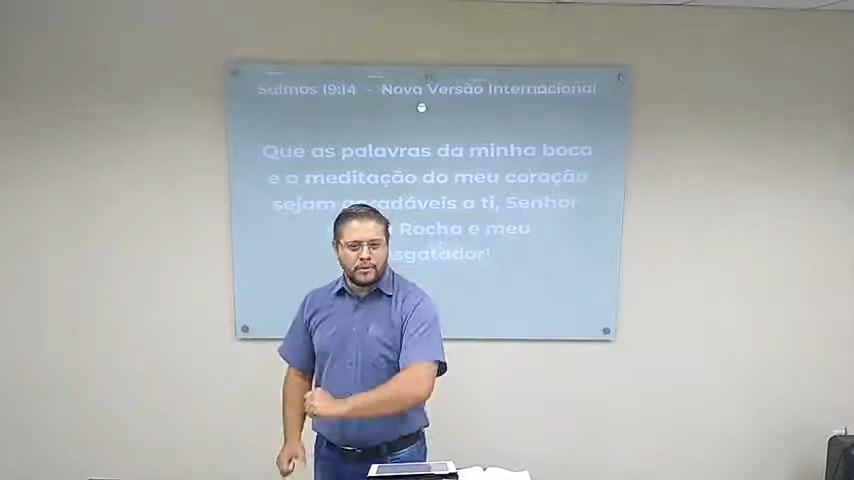 Salmos 19:14 - Nova Versão Internacional
Que as palavras da minha boca
e a meditação do meu coração
sejam agradáveis a ti, Senhor
Rocha e meu